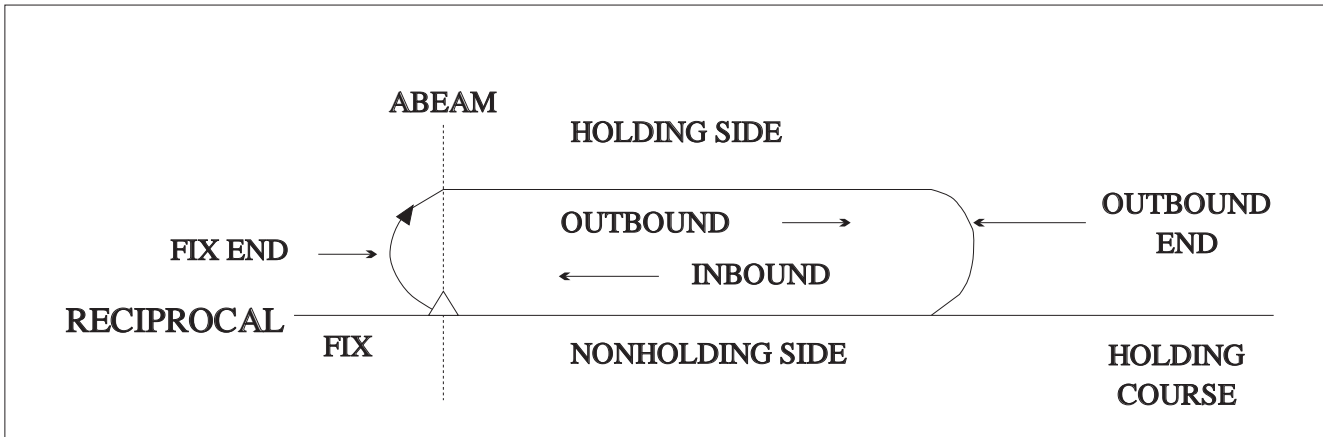 ABEAM
HOLDING SIDE
OUTBOUND
OUTBOUND
END
FIX END
INBOUND
RECIPROCAL
FIX
NONHOLDING SIDE
HOLDING
COURSE